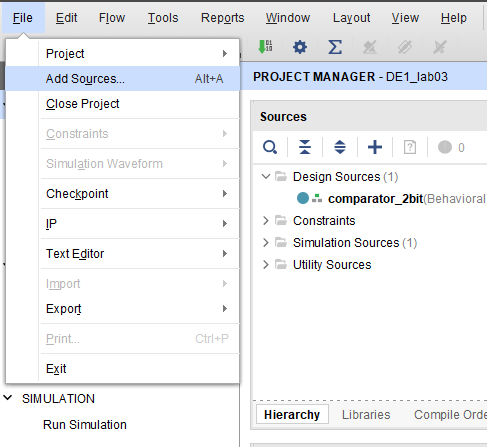 File Edit Flow Tools Reports Window Layout View Help
Project
Add Sources... Alt+A
Close Project
Constraints
Simulation Waveform
Checkpoint
IP
Text Editor
Import
Export
Print... Ctrl+P
Exit
SIMULATION
Run Simulation
PROJECT MANAGER - DE1_lab03
Sources
0
Design Sources (1)
comparator_2bit(Behavioral
Constraints
Simulation Sources (1)
Utility Sources
Hierarchy Libraries Compile Orde